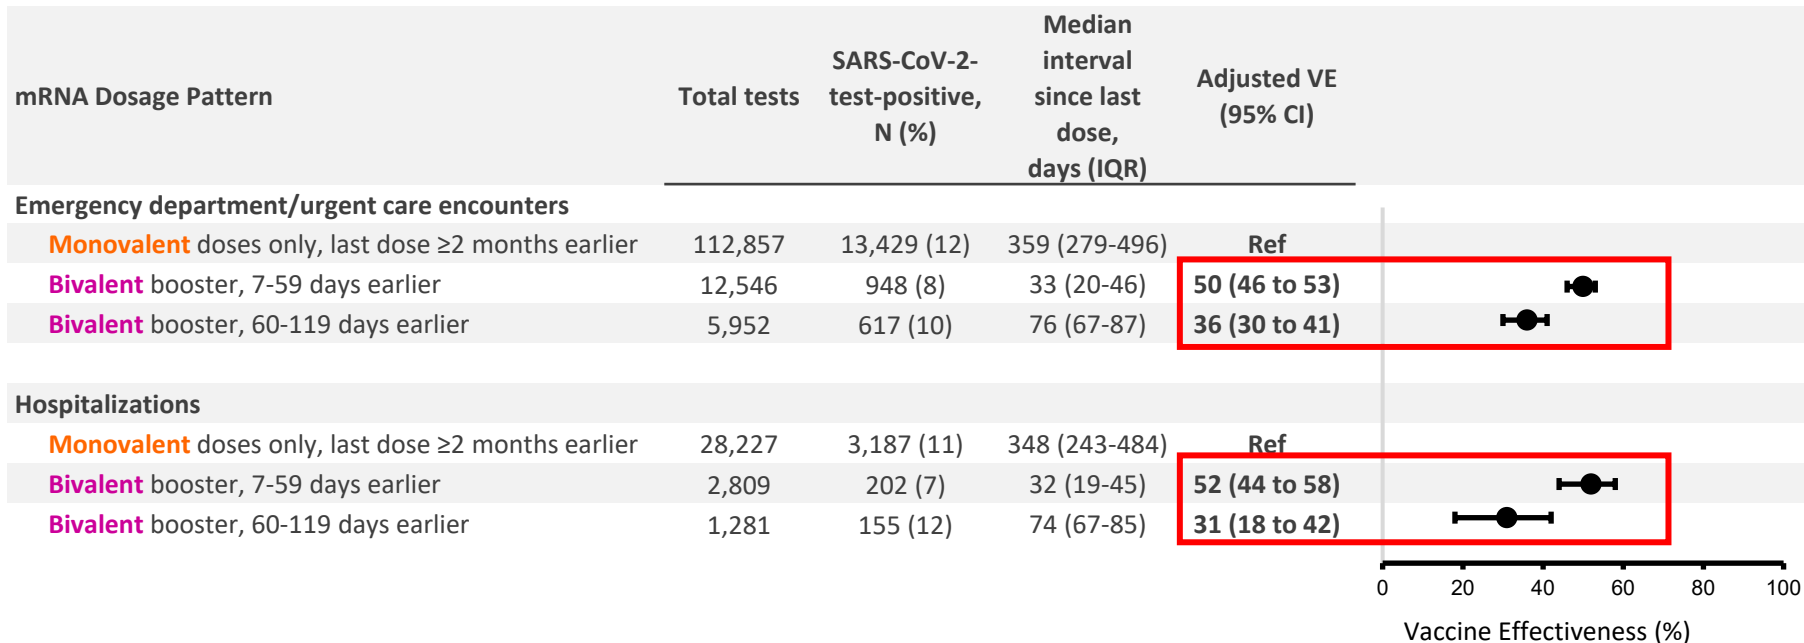 mRNA Dosage Pattern
Total tests
SARS-CoV-2-
test-positive,
N (%)
Median
interval
since last
dose,
days (IQR)
Adjusted VE
(95% CI)
Emergency department/urgent care encounters
Monovalent doses only, last dose ≥2 months earlier 112,857 13,429 (12) 359 (279-496) Ref
Bivalent booster, 7-59 days earlier 12,546 948 (8) 33 (20-46) 50 (46 to 53)
Bivalent booster, 60-119 days earlier 5,952 617 (10) 76 (67-87) 36 (30 to 41)
Hospitalizations
Monovalent doses only, last dose ≥2 months earlier 28,227 3,187 (11) 348 (243-484) Ref
Bivalent booster, 7-59 days earlier 2,809 202 (7) 32 (19-45) 52 (44 to 58)
Bivalent booster, 60-119 days earlier 1,281 155 (12) 74 (67-85) 31 (18 to 42)
0 20 40 60 80 100
Vaccine Effectiveness (%)